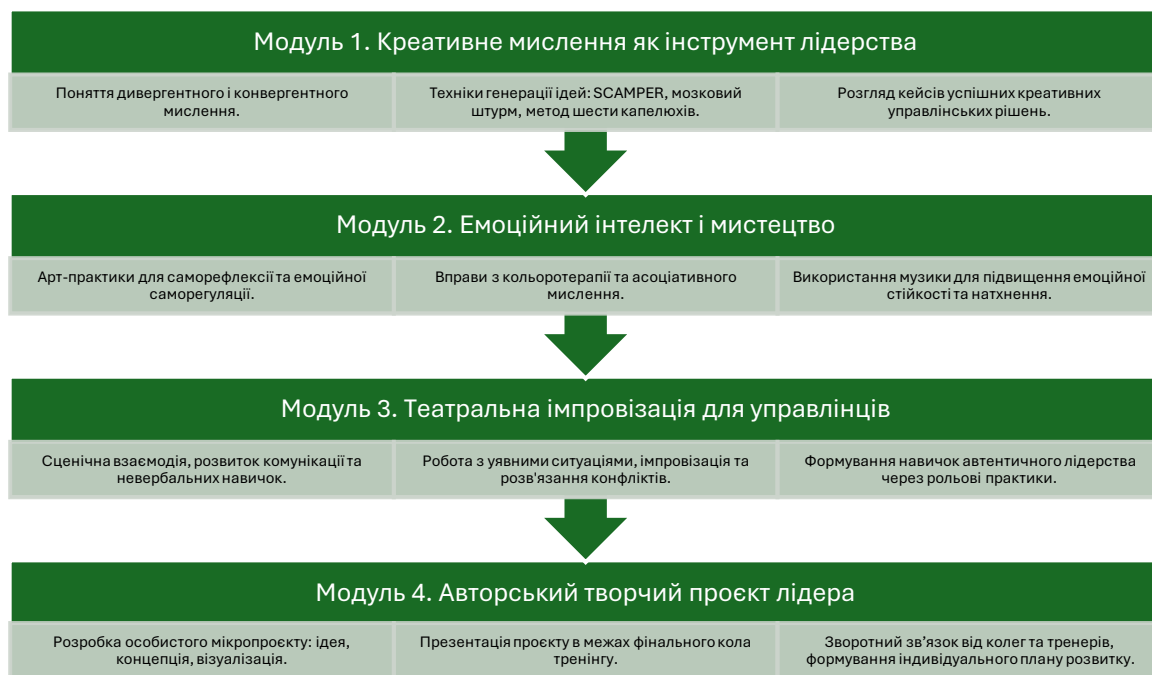 Модуль 1. Креативне мислення як інструмент лідерства
Поняття дивергентного і конвергентного
мислення.
Техніки генерації ідей: SCAMPER, мозковий
штурм, метод шести капелюхів.
Розгляд кейсів успішних креативних
управлінських рішень.
Модуль 2. Емоційний інтелект і мистецтво
Арт-практики для саморефлексії та емоційної
саморегуляції.
Вправи з кольоротерапії та асоціативного
мислення.
Використання музики для підвищення емоційної
стійкості та натхнення.
Модуль 3. Театральна імпровізація для управлінців
Сценічна взаємодія, розвиток комунікації та
невербальних навичок.
Робота з уявними ситуаціями, імпровізація та
розв'язання конфліктів.
Формування навичок автентичного лідерства
через рольові практики.
Модуль 4. Авторський творчий проєкт лідера
Розробка особистого мікропроєкту: ідея,
концепція, візуалізація.
Презентація проєкту в межах фінального кола
тренінгу.
Зворотний зв’язок від колег та тренерів,
формування індивідуального плану розвитку.